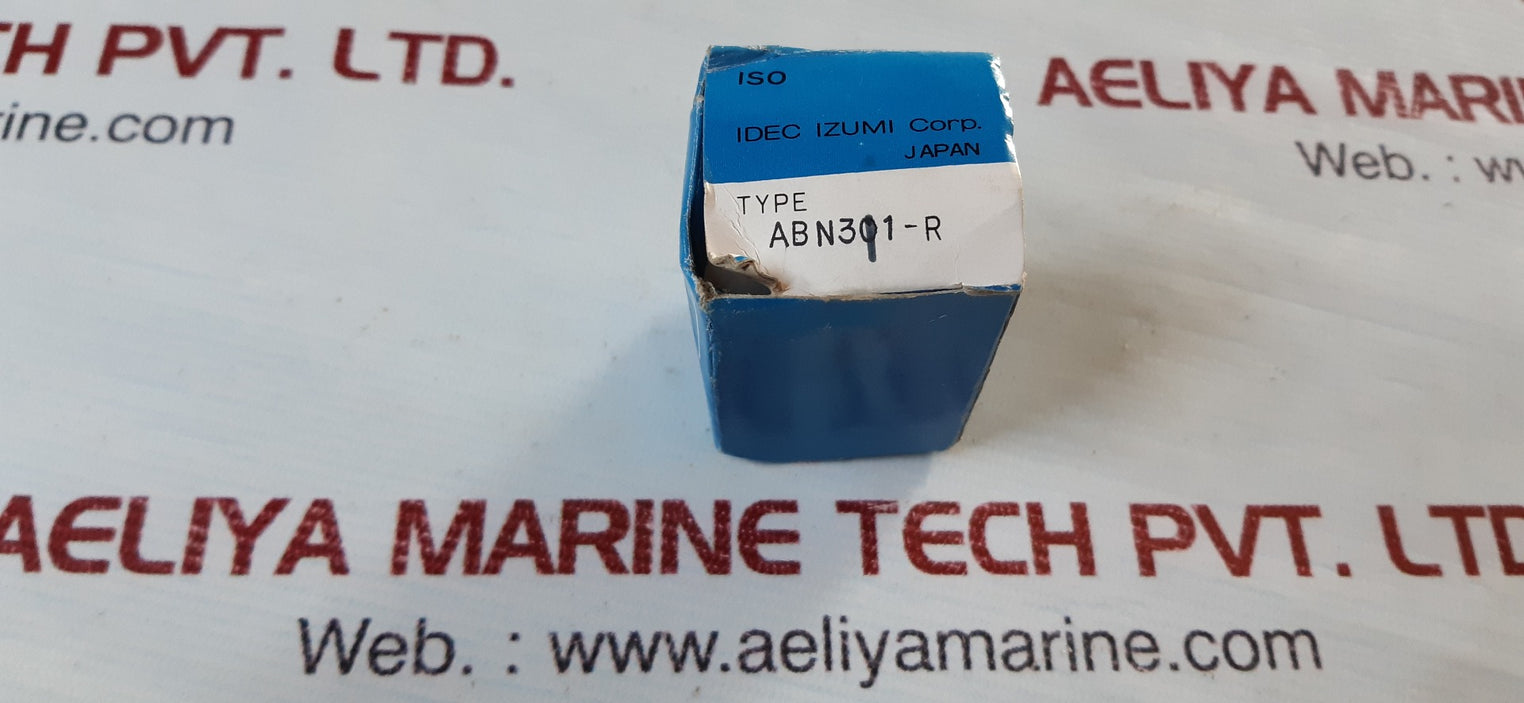 TH PVT. LTD.
ine.com
AELIYA MARI
Web. : w
ISO
IDEC IZUMI Corp.
JAPAN
TYPE
ABN301-R
AELIYA MARINE TECH PVT. LTD
Web. : www.aeliyamarine.com